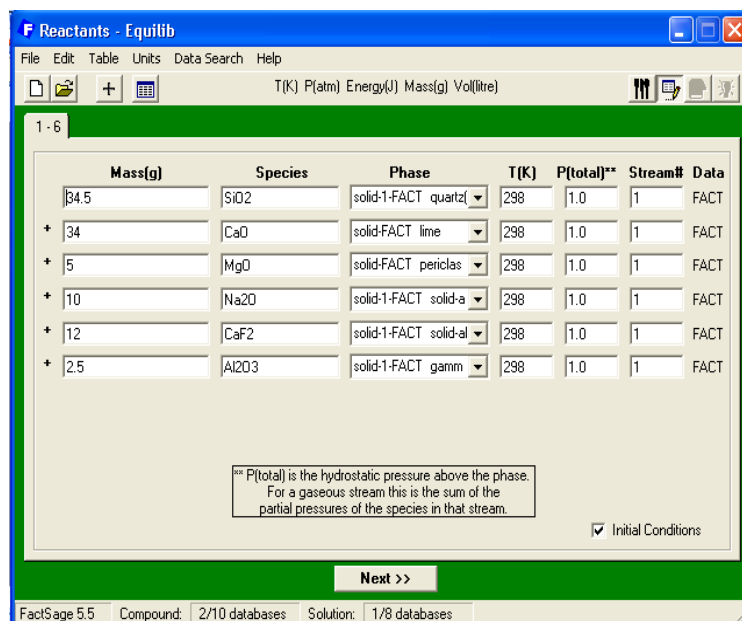 F Reactants - Equilib
File Edit Table Units Data Search Help
T(K) P(atm) Energy(J) Mass(g) Vol(litre)
1 - 6
Mass(g) Species Phase T(K) P(total)** Stream# Data
34.5 SiO2 solid-1-FACT quartz( 298 1.0 1 FACT
+ 34 CaO solid-FACT lime 298 1.0 1 FACT
+ 5 MgO solid-FACT periclas 298 1.0 1 FACT
+ 10 Na2O solid-1-FACT solid-a 298 1.0 1 FACT
+ 12 CaF2 solid-1-FACT solid-al 298 1.0 1 FACT
+ 2.5 Al2O3 solid-1-FACT gamm 298 1.0 1 FACT
** P(total) is the hydrostatic pressure above the phase.
For a gaseous stream this is the sum of the
partial pressures of the species in that stream.
Initial Conditions
Next >>
FactSage 5.5 Compound: 2/10 databases Solution: 1/8 databases